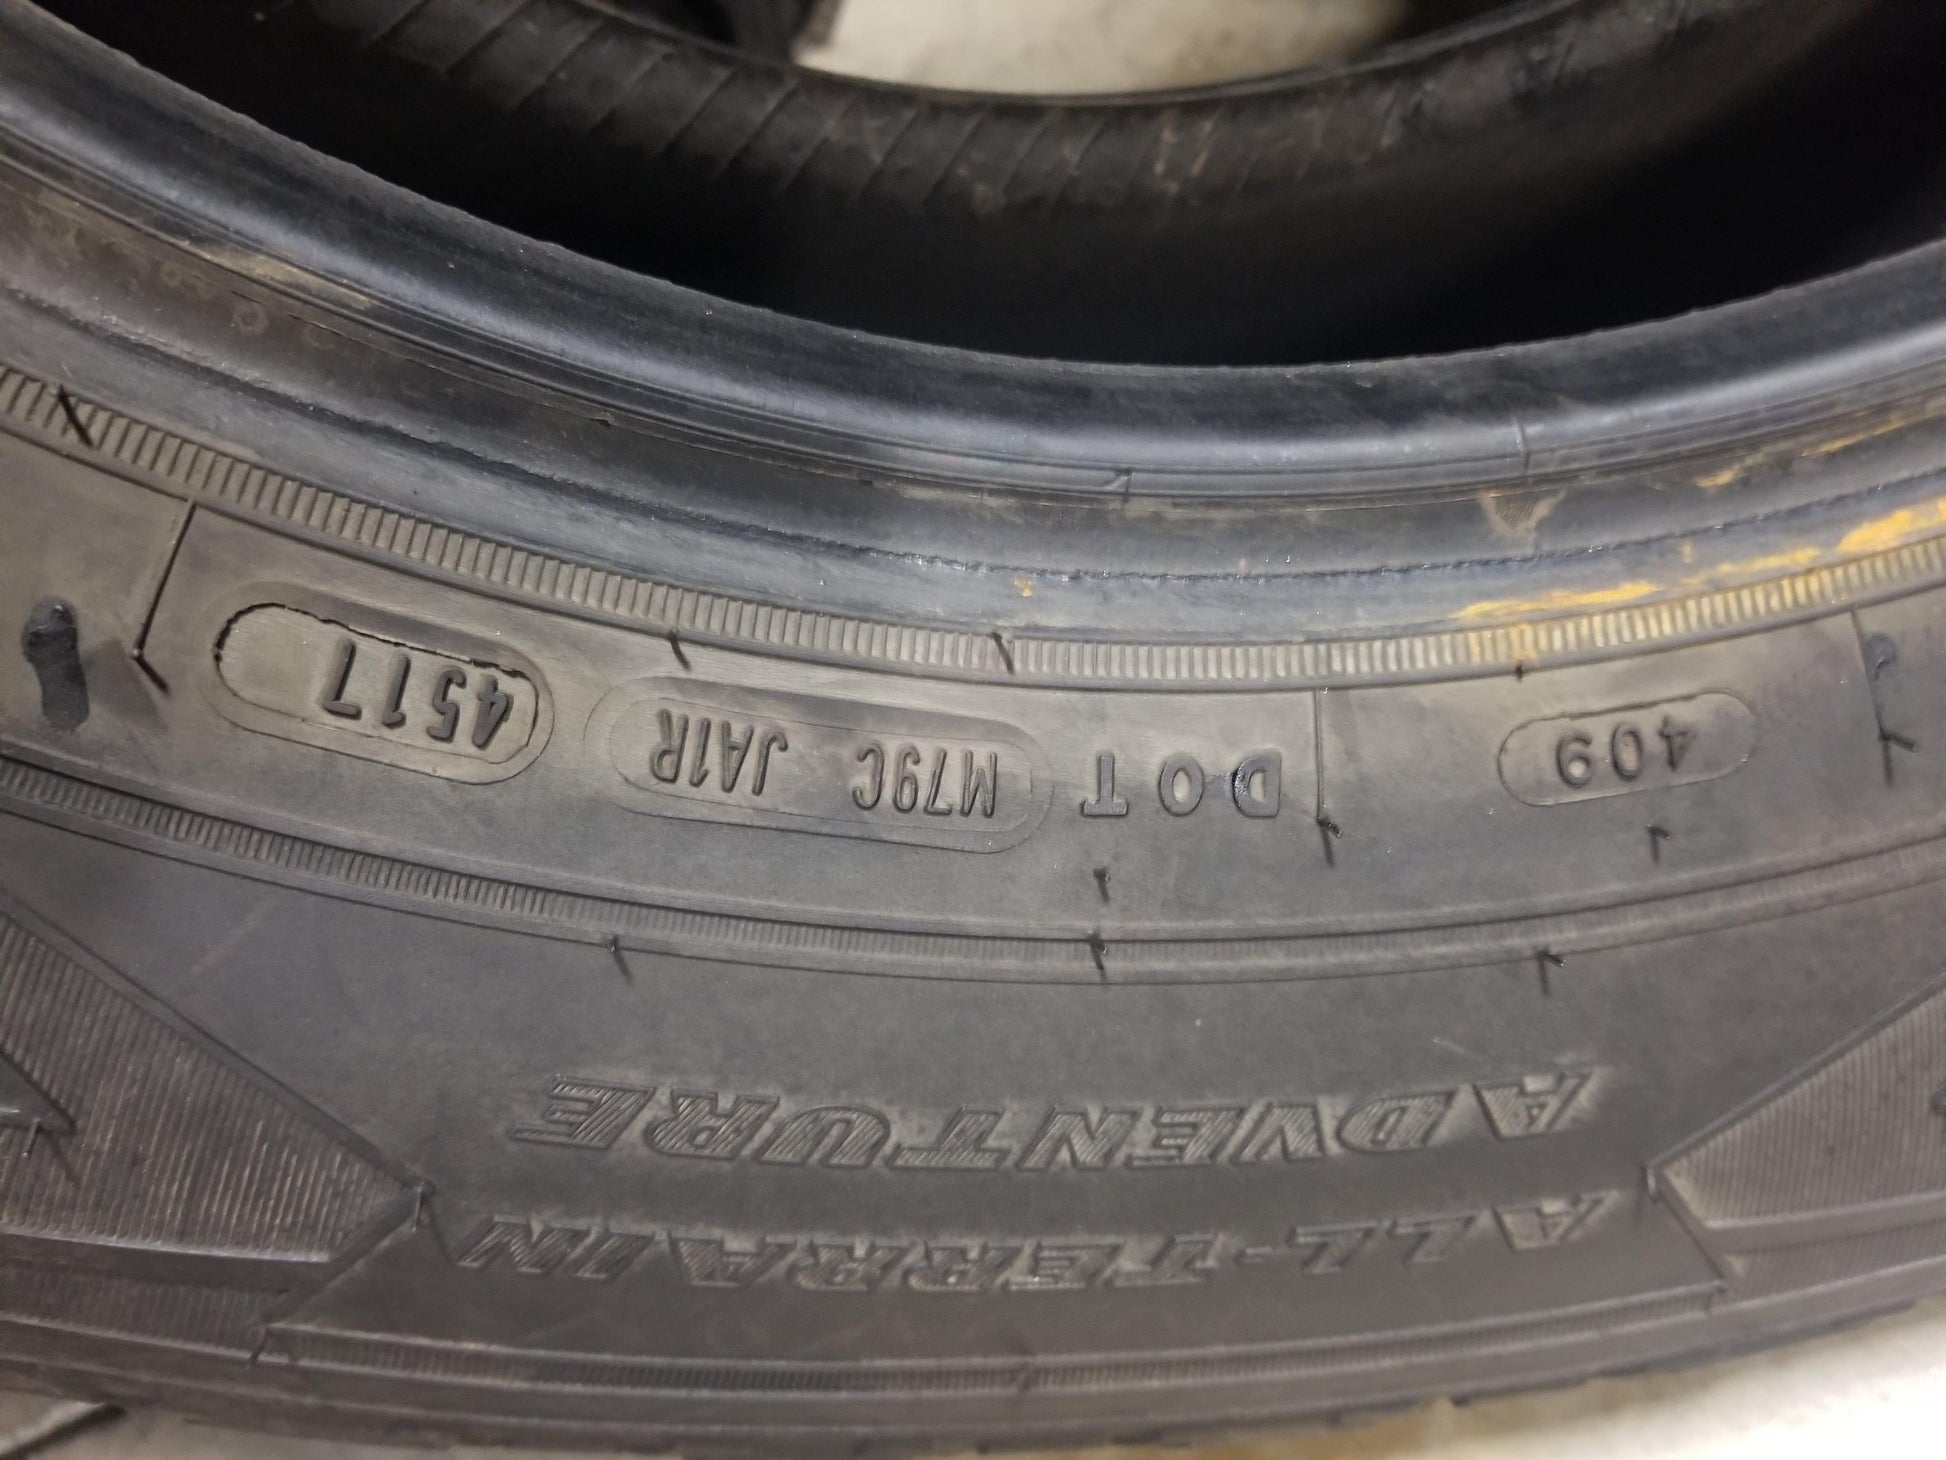 ALL-TERRAIN
ADVENTURE
409 DOT M79C JA1R 4517